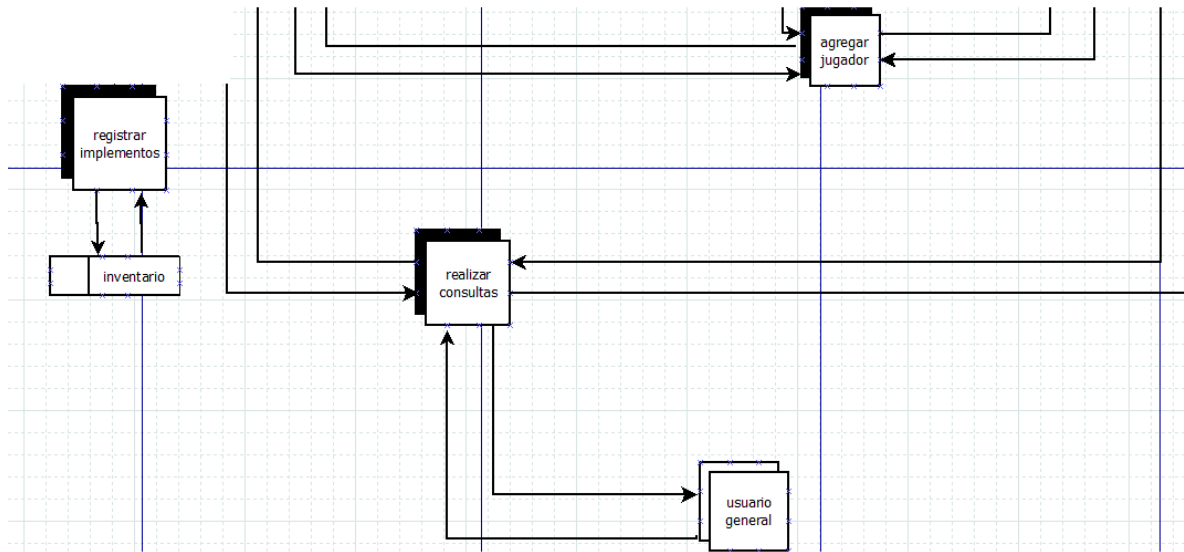 agregar
jugador
registrar
implementos
inventario
realizar
consultas
usuario
general